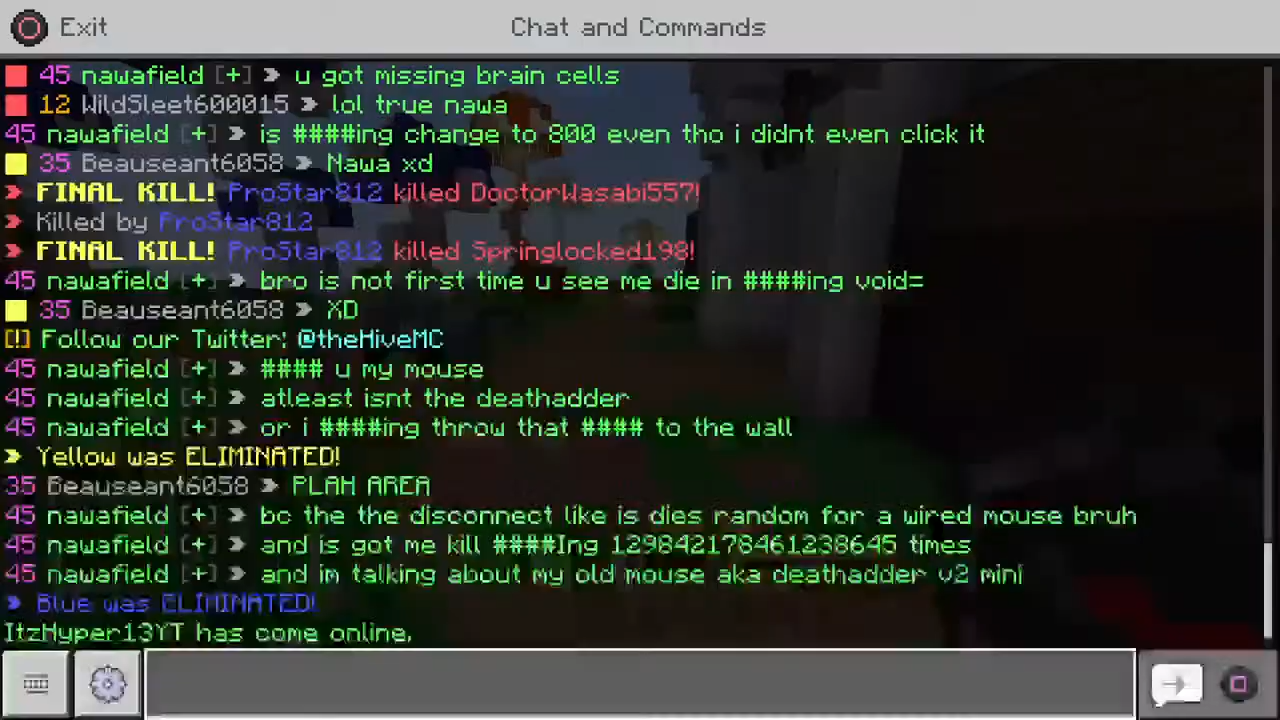 Exit
Chat and Commands
45 nawafield [+] » u got missing brain cells
12 WildSleet600015 » lol true nawa
45 nawafield [+] » is ####ing change to 800 even tho i didnt even click it
35 Beauseant6058 » Nawa xd
» FINAL KILL! ProStar812 killed DoctorWasabi557!
» Killed by ProStar812
» FINAL KILL! ProStar812 killed Springlocked198!
45 nawafield [+] » bro is not first time u see me die in ####ing void=
35 Beauseant6058 » XD
[!] Follow our Twitter: @theHiveMC
45 nawafield [+] » #### u my mouse
45 nawafield [+] » atleast isnt the deathadder
45 nawafield [+] » or i ####ing throw that #### to the wall
» Yellow was ELIMINATED!
35 Beauseant6058 » PLAH AREA
45 nawafield [+] » bc the the disconnect like is dies random for a wired mouse bruh
45 nawafield [+] » and is got me kill ####Ing 129842178461238645 times
45 nawafield [+] » and im talking about my old mouse aka deathadder v2 mini
» Blue was ELIMINATED!
ItzHyper13YT has come online.